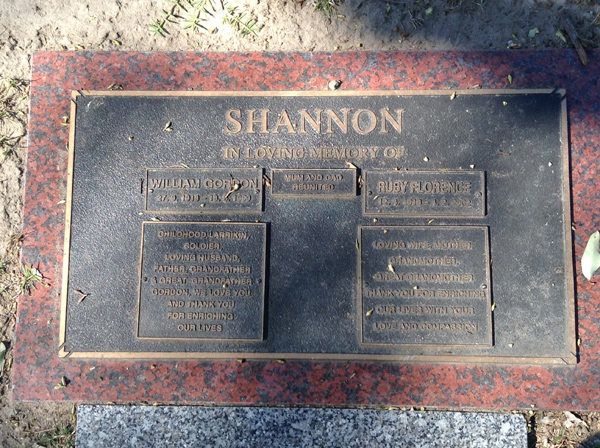 SHANNON
IN LOVING MEMORY OF
WILLIAM GORDON
MUM AND DAD
REUNITED
RUBY FLORENCE
CHILDHOOD LARRIKIN,
SOLDIER,
LOVING HUSBAND,
FATHER, GRANDFATHER
GREAT GRANDFATHER
GORDON, WE LOVE YOU
AND THANK YOU
FOR ENRICHING
OUR LIVES
LOVING WIFE, MOTHER,
GRANDMOTHER,
GREAT GRANDMOTHER
THANK YOU FOR ENRICHING
OUR LIVES WITH YOUR
LOVE AND COMPASSION